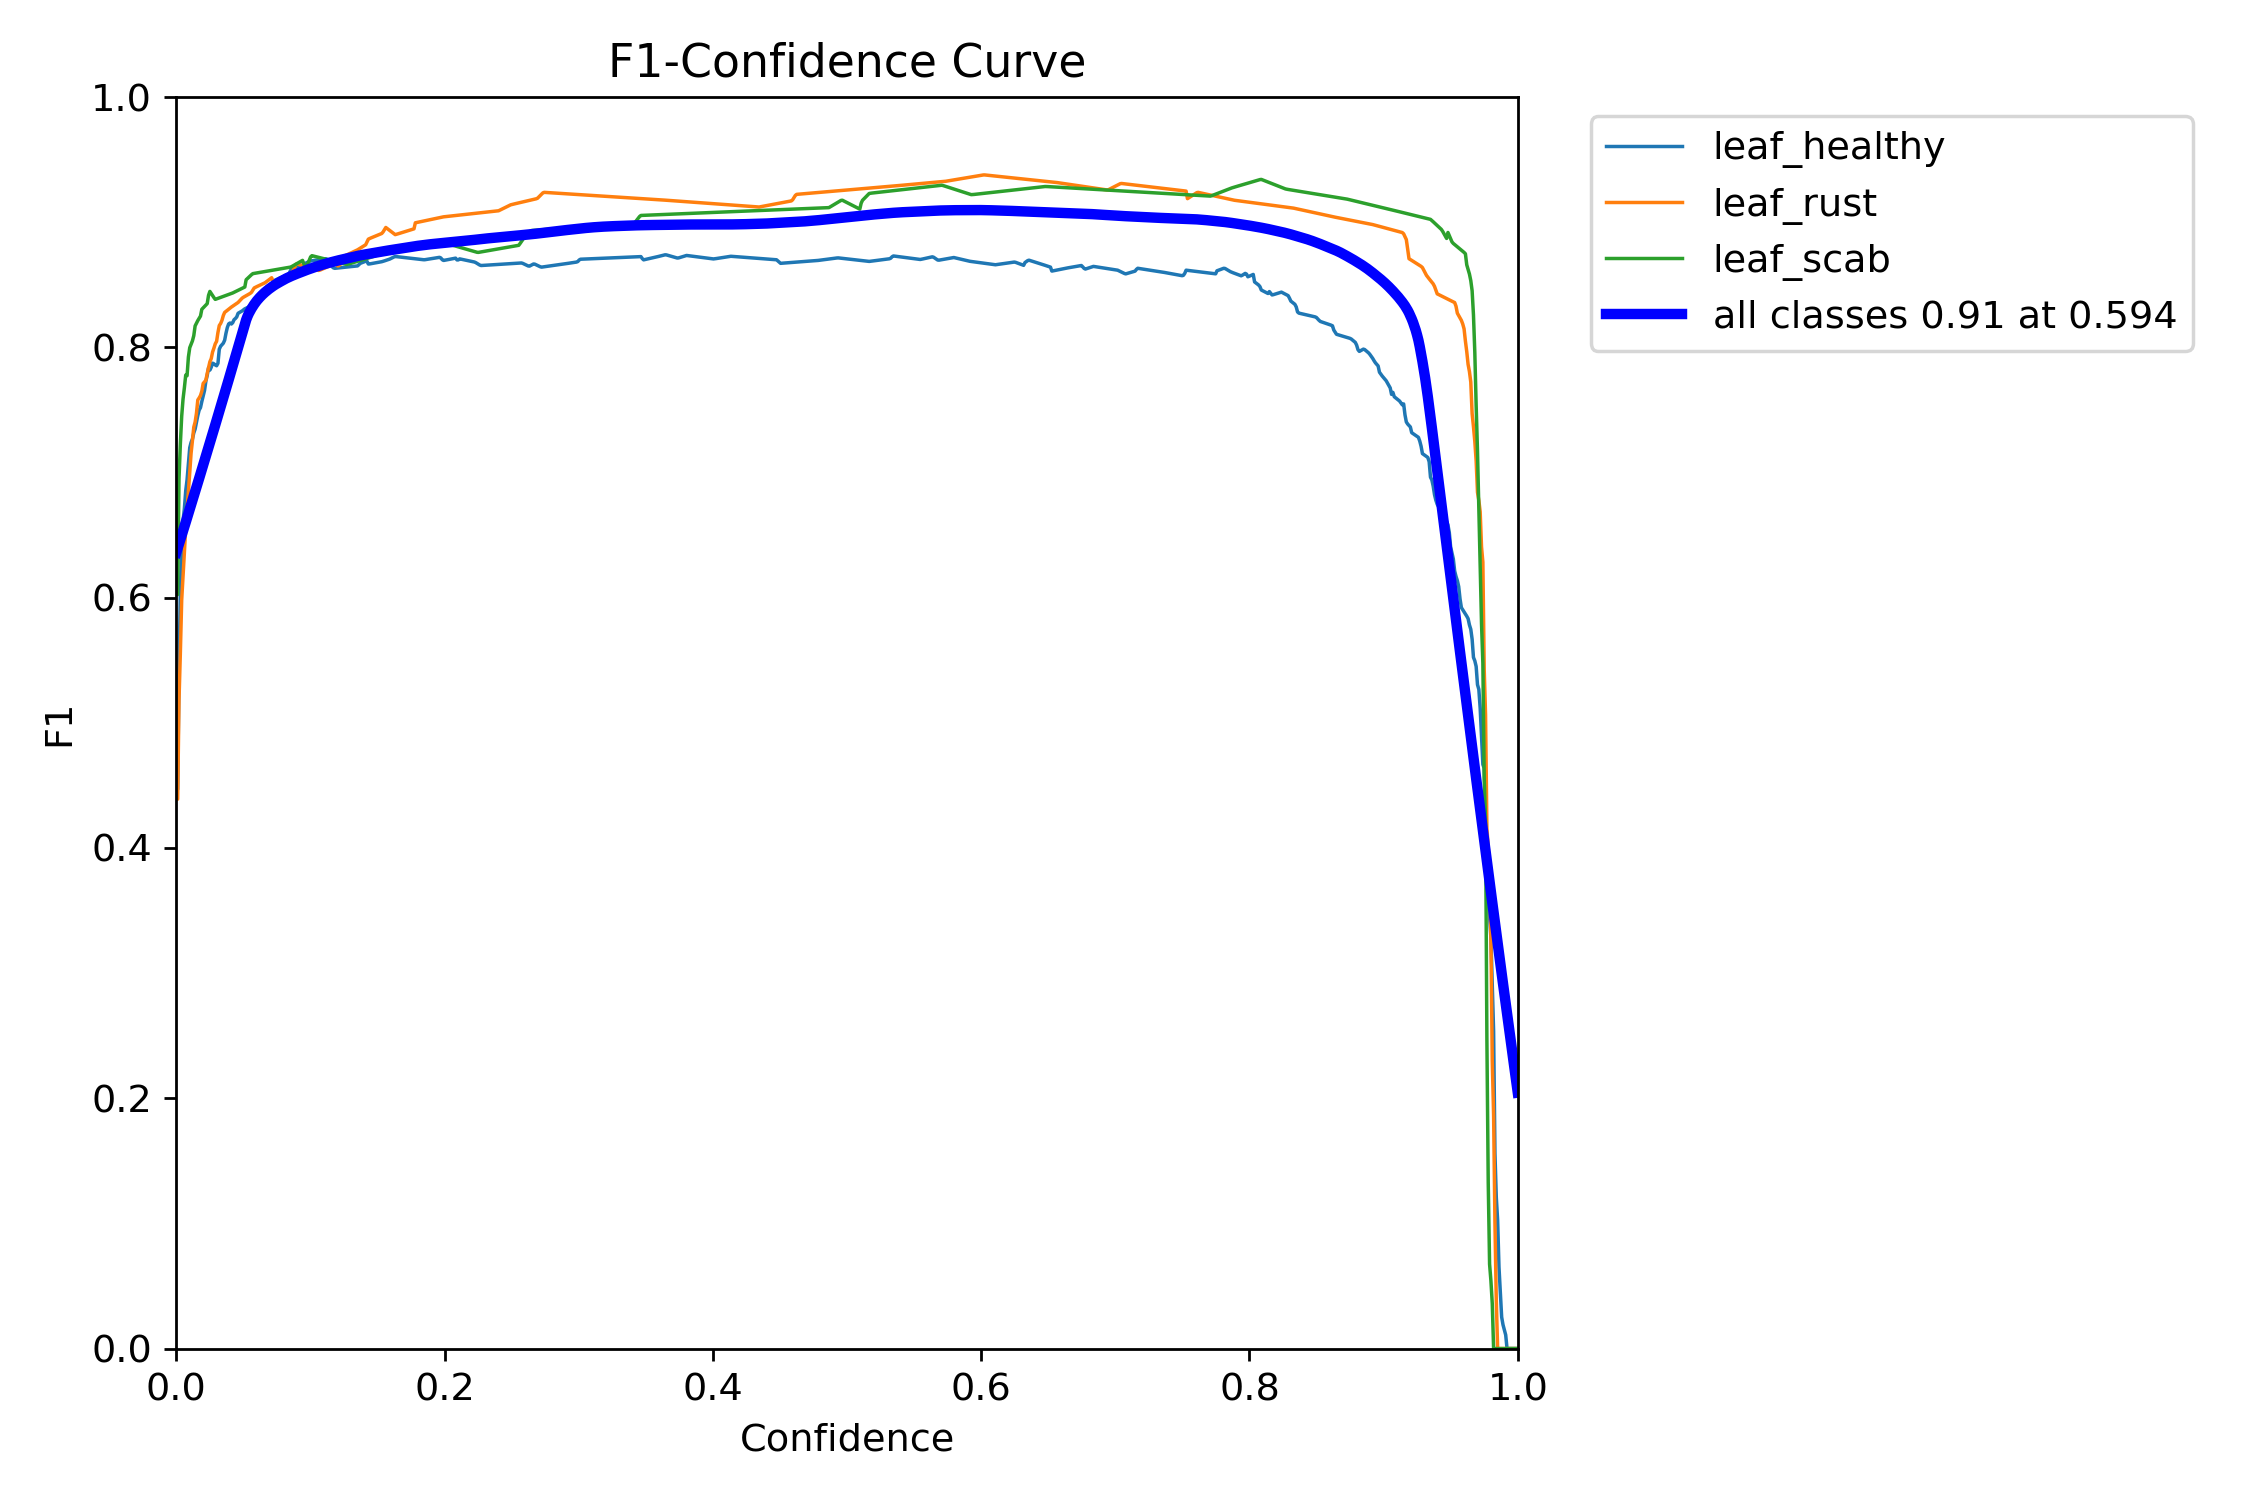 F1-Confidence Curve
1.0
0.8
0.6
0.4
0.2
0.0
F1
0.0 0.2 0.4 0.6 0.8 1.0
Confidence
leaf_healthy
leaf_rust
leaf_scab
all classes 0.91 at 0.594